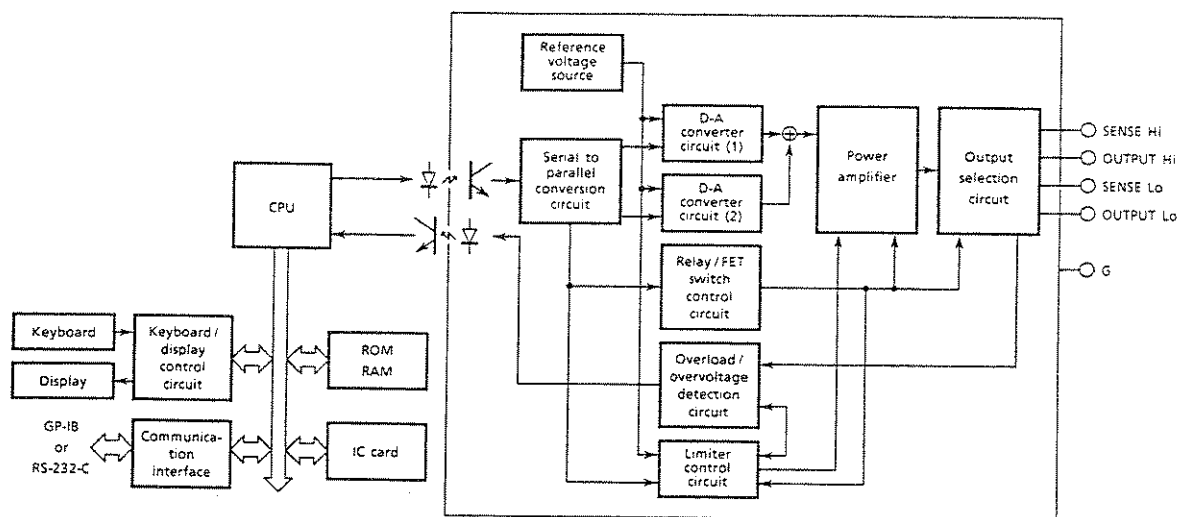 Reference
voltage
source
D-A
converter
circuit (1)
Serial to
parallel
conversion
circuit
D-A
converter
circuit (2)
Power
amplifier
Output
selection
circuit
SENSE Hi
OUTPUT Hi
SENSE Lo
OUTPUT Lo
G
CPU
Relay / FET
switch
control
circuit
Keyboard
Display
Keyboard /
display
control
circuit
ROM
RAM
Overload /
overvoltage
detection
circuit
GP-IB
or
RS-232-C
Communica-
tion
interface
IC card
Limiter
control
circuit